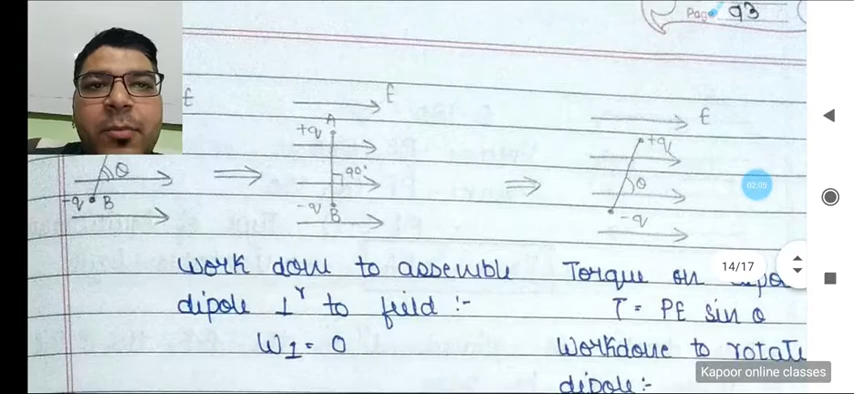 Page 93
E
E
E
A
+q
+q
θ
90°
θ
-q B
-q
B
-q
02:05
14/17
work done to assemble
dipole ⊥r to field :-
W1 = 0
Torque on
τ = PE sin θ
Workdone to rotate
dipole:-
Kapoor online classes